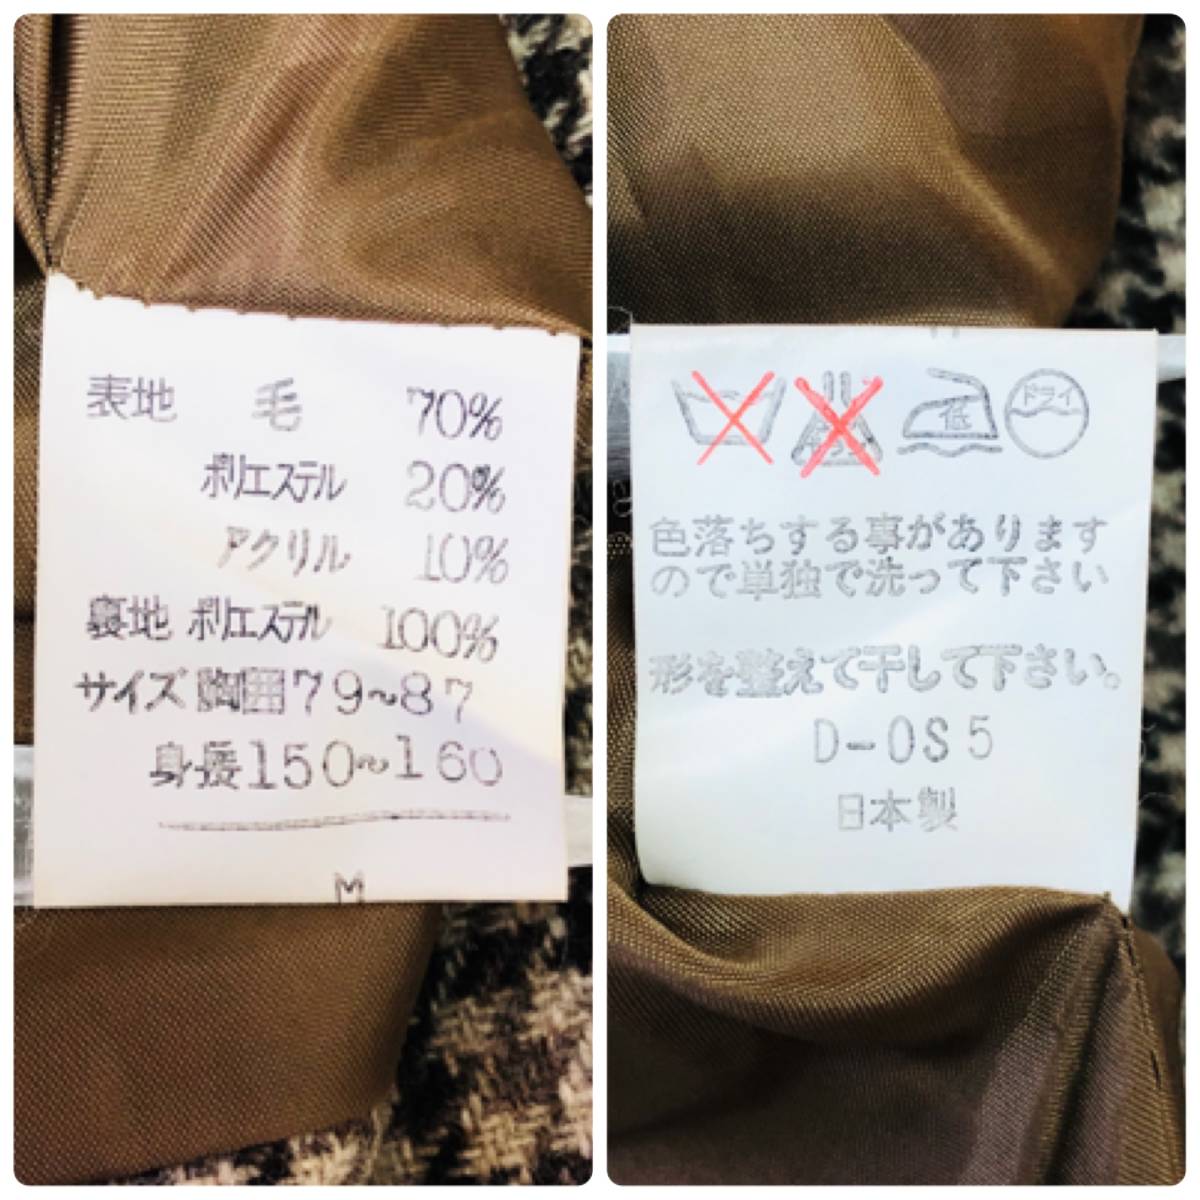 表地 毛 70%
ポリエステル 20%
アクリル 10%
裏地 ポリエステル 100%
サイズ 胸囲79~87
身長150~160
M
低 ドライ
色落ちする事があります
ので単独で洗って下さい
形を整えて干して下さい。
D-0S5
日本製